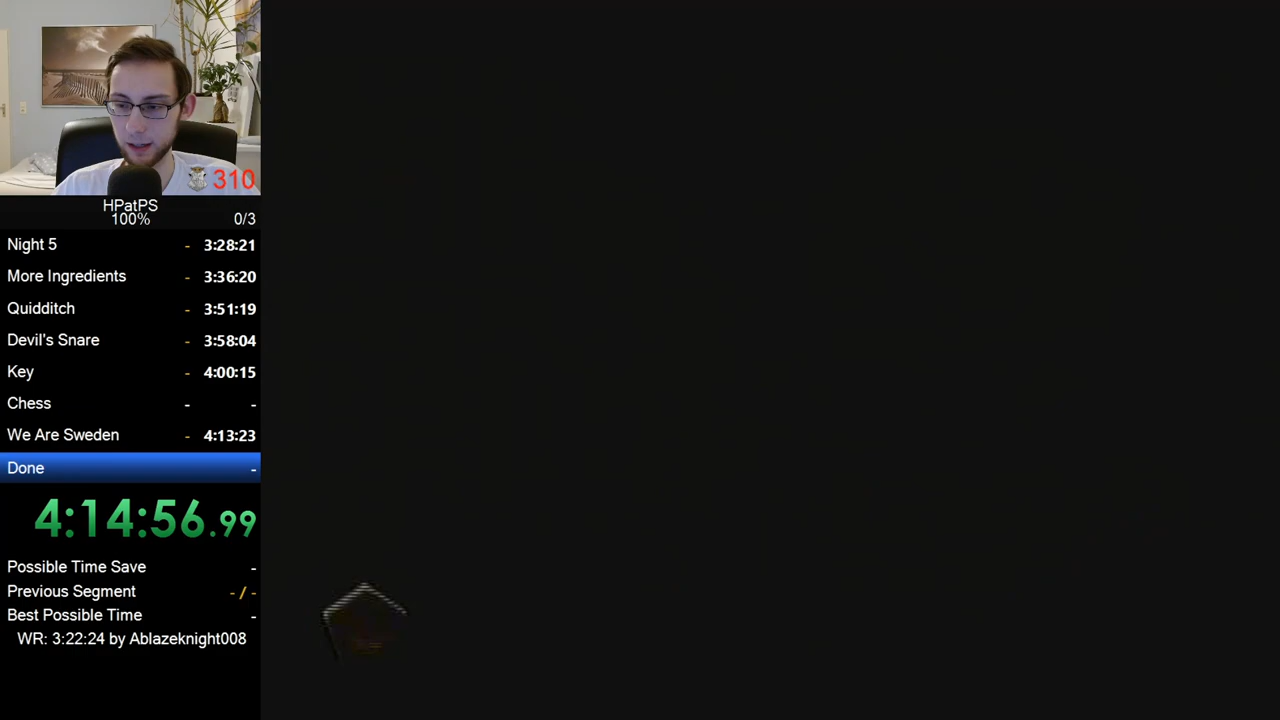 310
HPatPS
100% 0/3
Night 5 - 3:28:21
More Ingredients - 3:36:20
Quidditch - 3:51:19
Devil's Snare - 3:58:04
Key - 4:00:15
Chess - -
We Are Sweden - 4:13:23
Done -
4:14:56.99
Possible Time Save -
Previous Segment - / -
Best Possible Time -
WR: 3:22:24 by Ablazeknight008